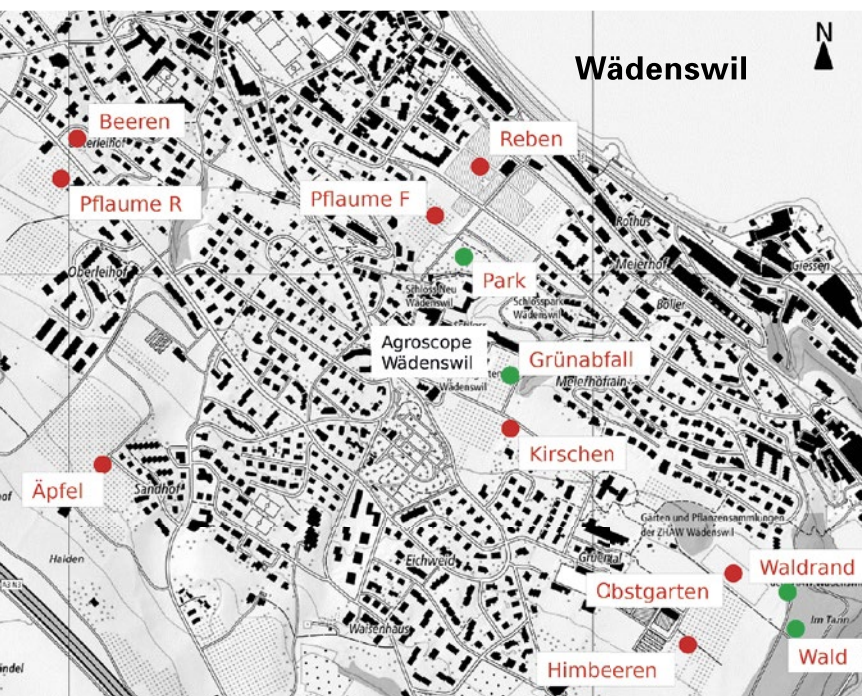 N
Wädenswil
Beeren
Reben
Pflaume R
Pflaume F
Rothus
Oberleihof
Meierhof
Giessen
Park
Schloss Neu
Wädenswil
Schlosspark
Wädenswil
Boller
Agroscope
Wädenswil
Grünabfall
Wädenswil
Meierhofrain
Kirschen
Äpfel
Sandhof
Gärten und Pflanzensammlungen
der ZHAW Wädenswil
Halden
Eichweid
Grüental
Waldrand
Obstgarten
Im Tann
Waisenhaus
Wald
Himbeeren